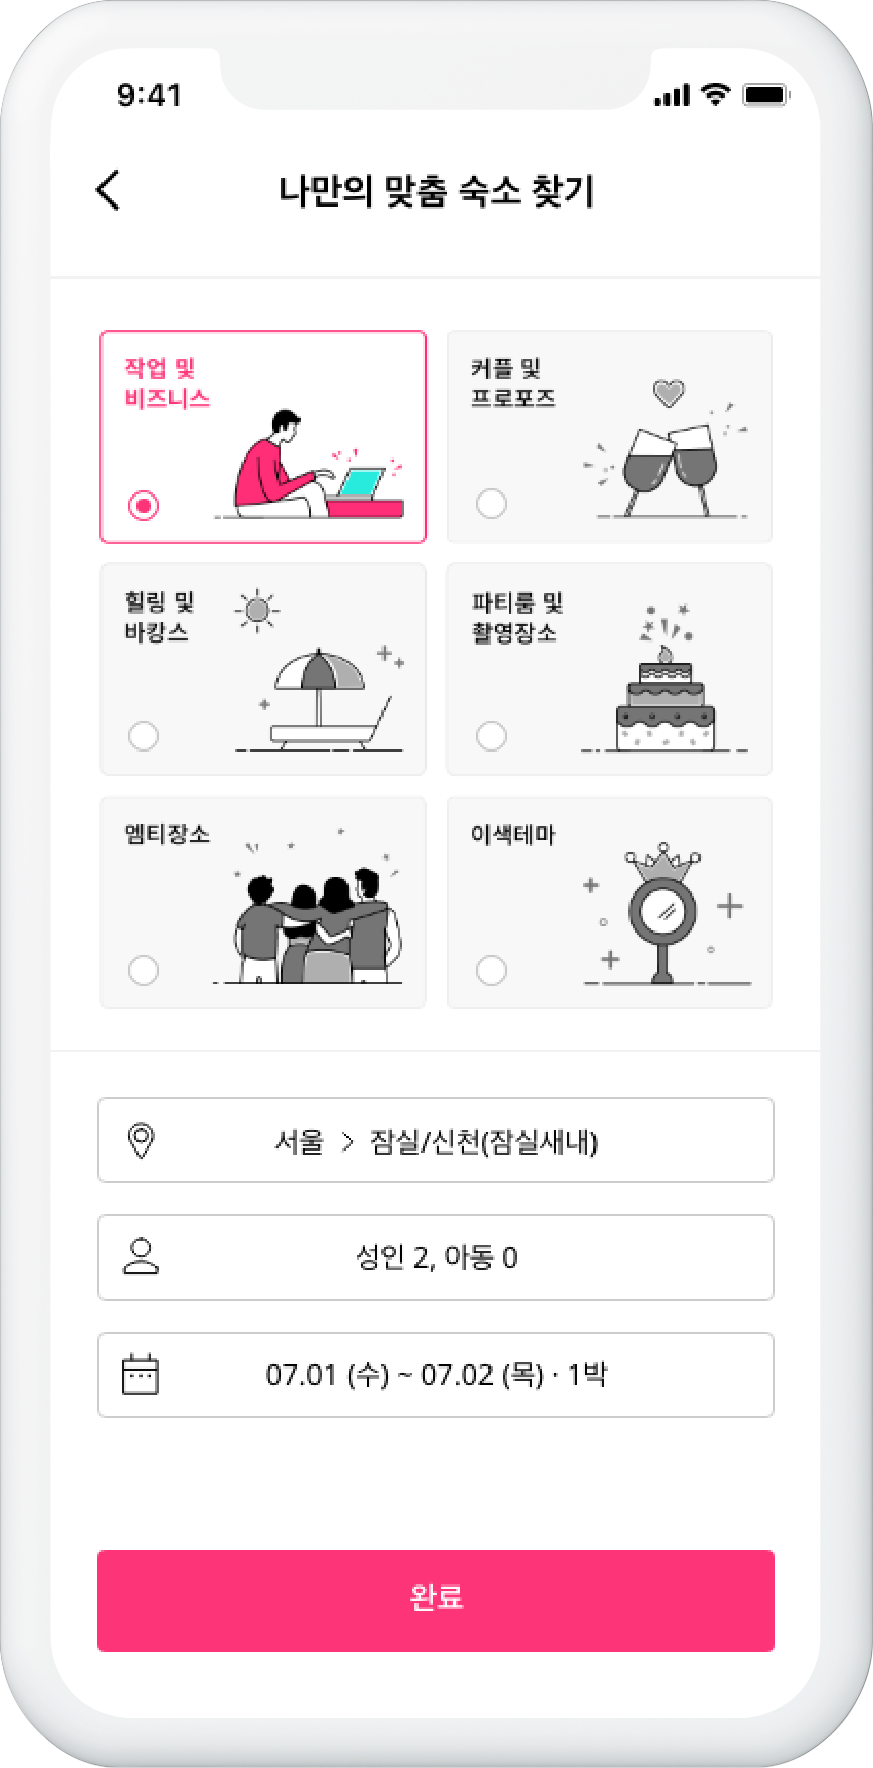 9:41
나만의 맞춤 숙소 찾기
작업 및
비즈니스
커플 및
프로포즈
힐링 및
바캉스
파티룸 및
촬영장소
엠티장소
이색테마
서울 > 잠실/신천(잠실새내)
성인 2, 아동 0
07.01 (수) ~ 07.02 (목) · 1박
완료